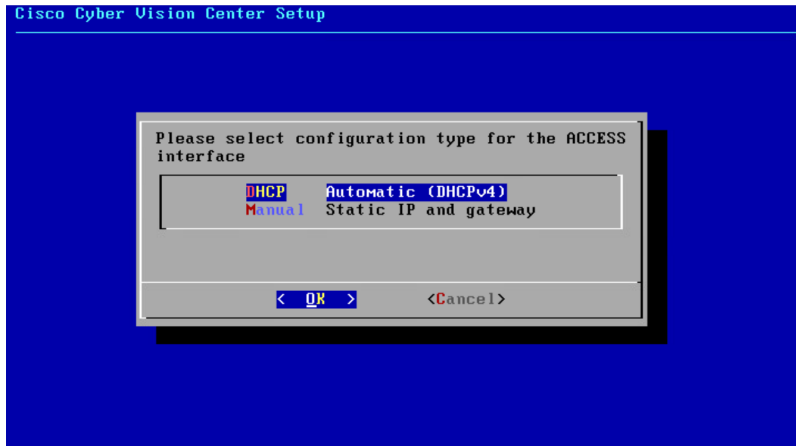 Cisco Cyber Vision Center Setup
Please select configuration type for the ACCESS
interface
DHCP Automatic (DHCPv4)
Manual Static IP and gateway
< OK > <Cancel>